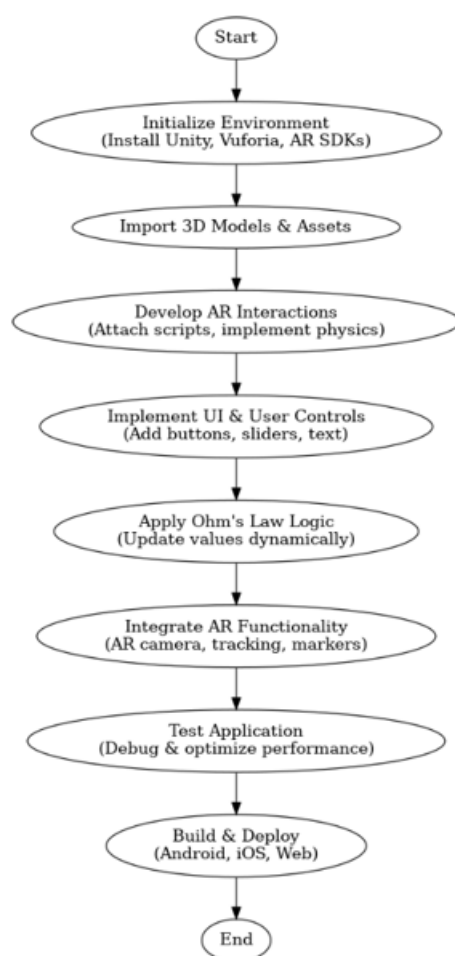 Start
Initialize Environment
(Install Unity, Vuforia, AR SDKs)
Import 3D Models & Assets
Develop AR Interactions
(Attach scripts, implement physics)
Implement UI & User Controls
(Add buttons, sliders, text)
Apply Ohm's Law Logic
(Update values dynamically)
Integrate AR Functionality
(AR camera, tracking, markers)
Test Application
(Debug & optimize performance)
Build & Deploy
(Android, iOS, Web)
End